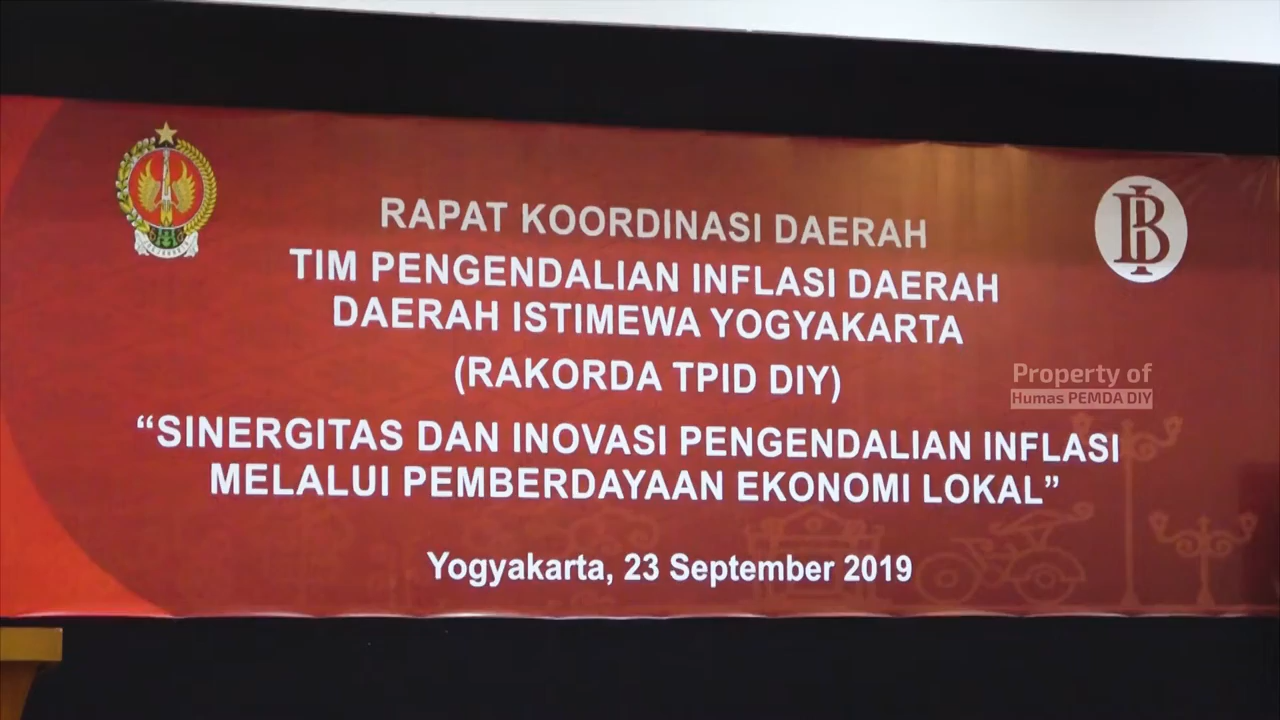 RAPAT KOORDINASI DAERAH
TIM PENGENDALIAN INFLASI DAERAH
DAERAH ISTIMEWA YOGYAKARTA
(RAKORDA TPID DIY)
“SINERGITAS DAN INOVASI PENGENDALIAN INFLASI
MELALUI PEMBERDAYAAN EKONOMI LOKAL”
Yogyakarta, 23 September 2019
Property of
Humas PEMDA DIY